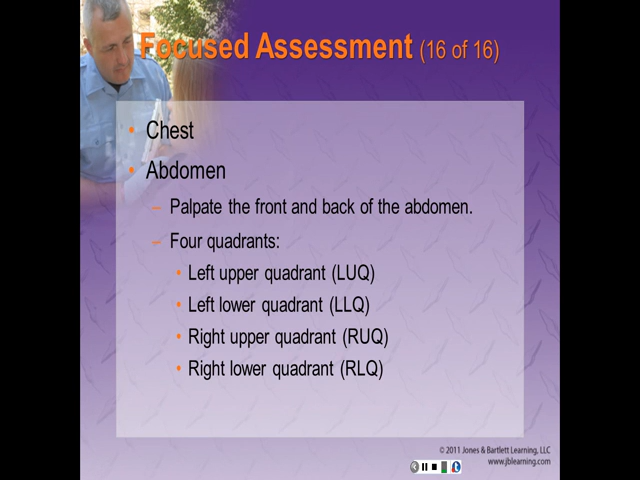 Focused Assessment (16 of 16)
• Chest
• Abdomen
– Palpate the front and back of the abdomen.
– Four quadrants:
• Left upper quadrant (LUQ)
• Left lower quadrant (LLQ)
• Right upper quadrant (RUQ)
• Right lower quadrant (RLQ)
© 2011 Jones & Bartlett Learning, LLC
www.jblearning.com